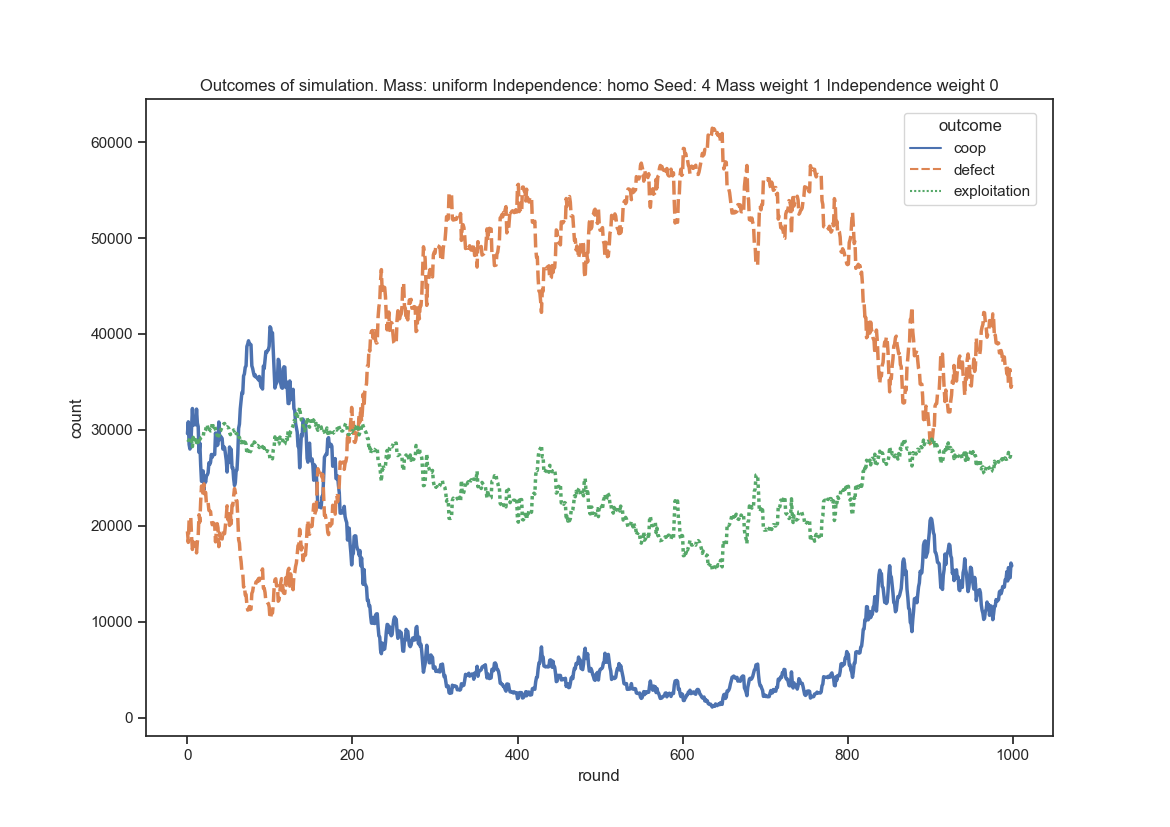 Outcomes of simulation. Mass: uniform Independence: homo Seed: 4 Mass weight 1 Independence weight 0
outcome
coop
defect
exploitation
60000
50000
40000
30000
20000
10000
0
count
0 200 400 600 800 1000
round